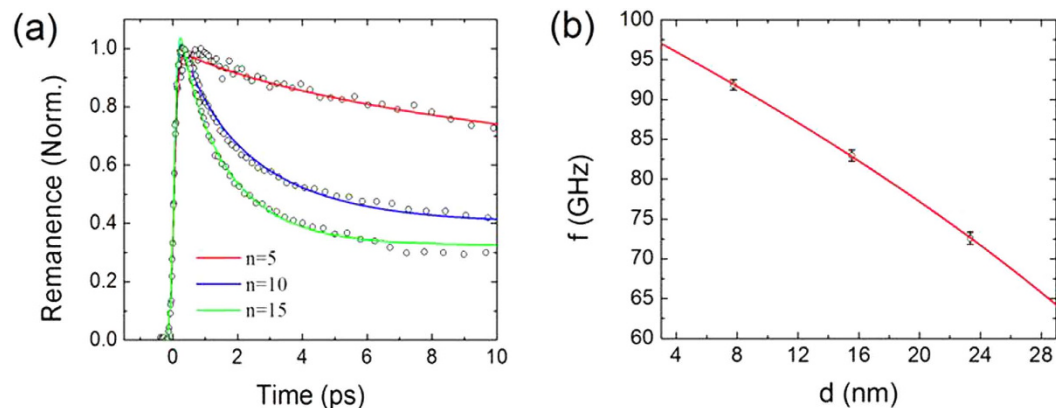 (a)
Remanence (Norm.)
1.0
0.8
0.6
0.4
0.2
0.0
n=5
n=10
n=15
0 2 4 6 8 10
Time (ps)
(b)
f (GHz)
100
95
90
85
80
75
70
65
60
4 8 12 16 20 24 28
d (nm)